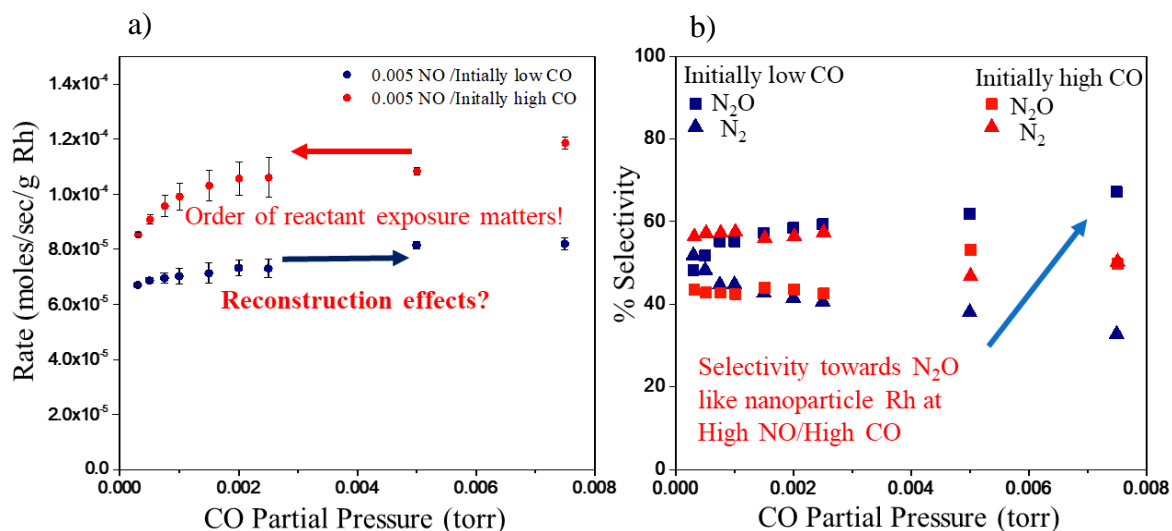 a)
Rate (moles/sec/g Rh)
1.4x10⁻⁴
1.2x10⁻⁴
1.0x10⁻⁴
8.0x10⁻⁵
6.0x10⁻⁵
4.0x10⁻⁵
2.0x10⁻⁵
0.0
0.005 NO /Intially low CO
0.005 NO /Initally high CO
Order of reactant exposure matters!
Reconstruction effects?
0.000 0.002 0.004 0.006 0.008
CO Partial Pressure (torr)
b)
% Selectivity
100
80
60
40
20
0
Initially low CO
N₂O
N₂
Initially high CO
N₂O
N₂
Selectivity towards N₂O
like nanoparticle Rh at
High NO/High CO
0.000 0.002 0.004 0.006 0.008
CO Partial Pressure (torr)